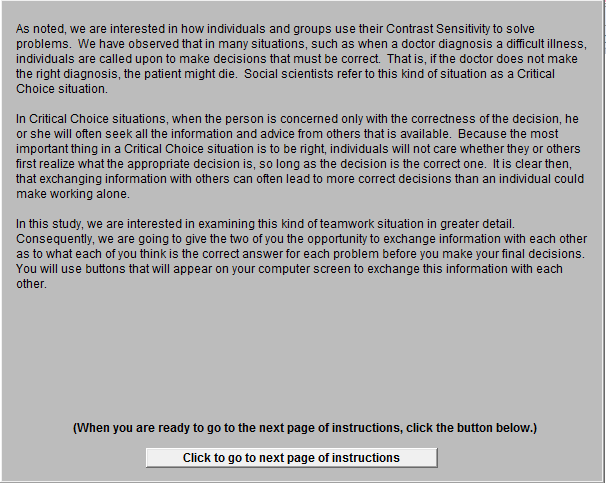 As noted, we are interested in how individuals and groups use their Contrast Sensitivity to solve
problems.  We have observed that in many situations, such as when a doctor diagnosis a difficult illness,
individuals are called upon to make decisions that must be correct.  That is, if the doctor does not make
the right diagnosis, the patient might die.  Social scientists refer to this kind of situation as a Critical
Choice situation.
In Critical Choice situations, when the person is concerned only with the correctness of the decision, he
or she will often seek all the information and advice from others that is available.  Because the most
important thing in a Critical Choice situation is to be right, individuals will not care whether they or others
first realize what the appropriate decision is, so long as the decision is the correct one.  It is clear then,
that exchanging information with others can often lead to more correct decisions than an individual could
make working alone.
In this study, we are interested in examining this kind of teamwork situation in greater detail.
Consequently, we are going to give the two of you the opportunity to exchange information with each other
as to what each of you think is the correct answer for each problem before you make your final decisions.
You will use buttons that will appear on your computer screen to exchange this information with each
other.
(When you are ready to go to the next page of instructions, click the button below.)
Click to go to next page of instructions